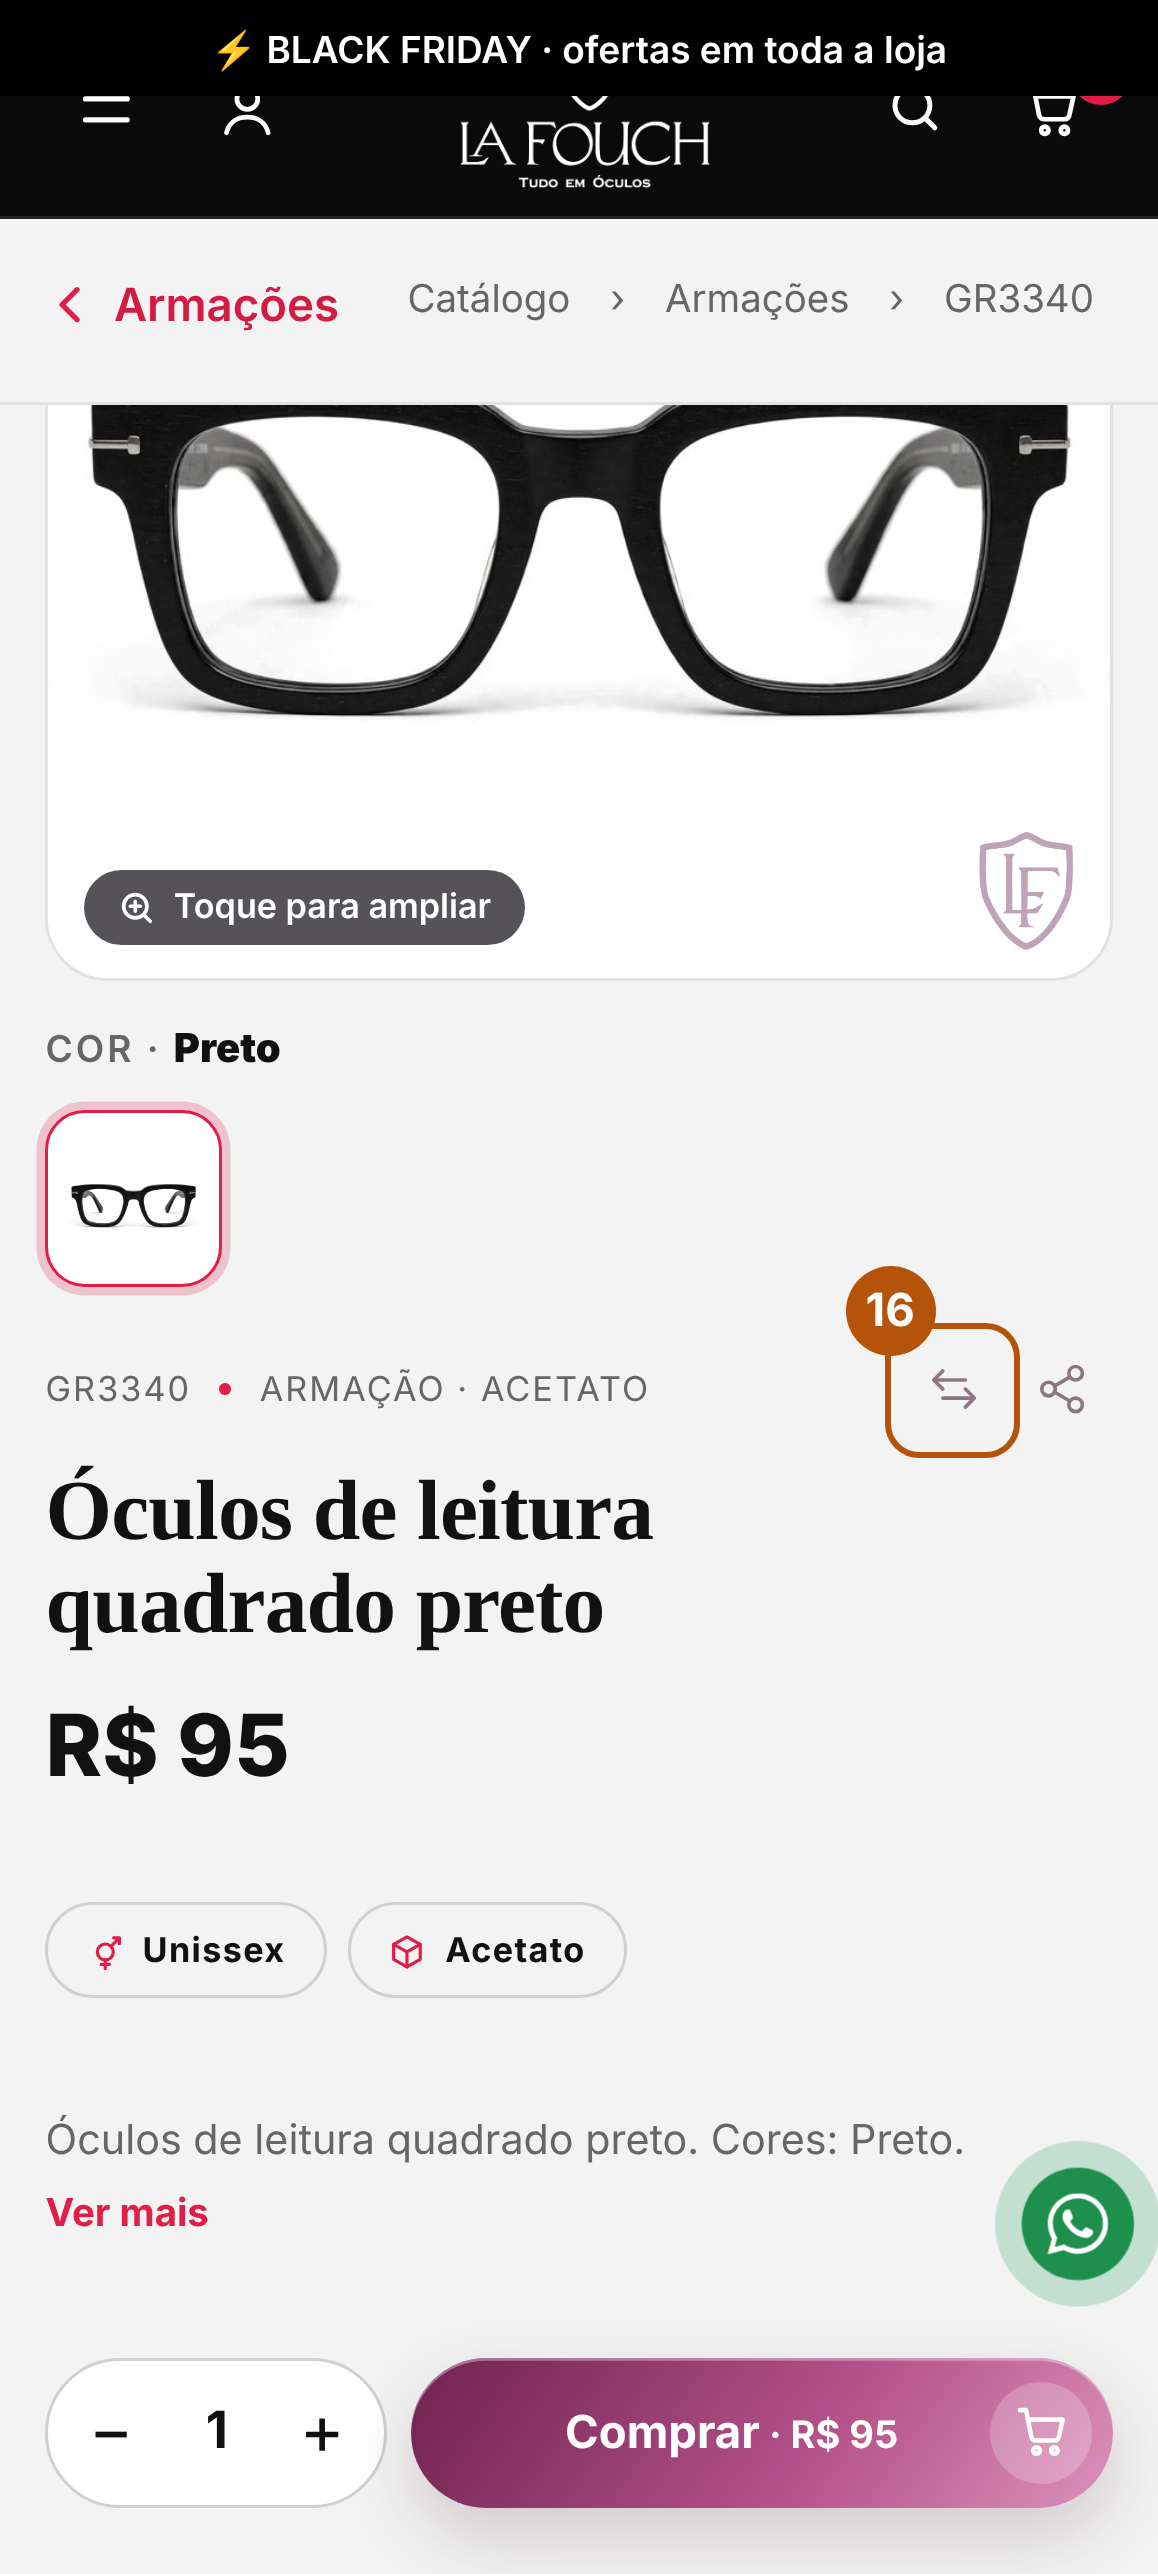 ⚡ BLACK FRIDAY · ofertas em toda a loja
LA FOUCH
TUDO EM ÓCULOS
Armações
Catálogo › Armações › GR3340
Toque para ampliar
LF
COR · Preto
16
GR3340 • ARMAÇÃO · ACETATO
Óculos de leitura
quadrado preto
R$ 95
Unissex
Acetato
Óculos de leitura quadrado preto. Cores: Preto.
Ver mais
− 1 +
Comprar · R$ 95